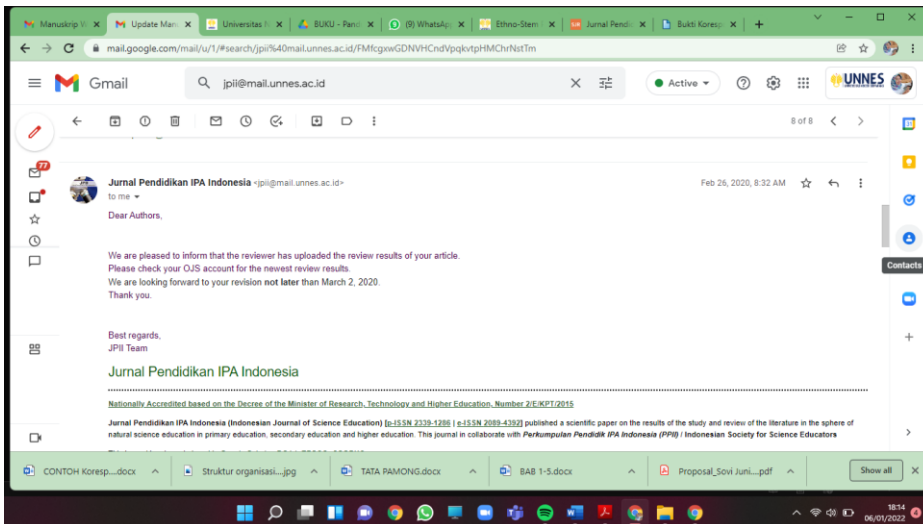 Manuskrip W
Update Manu
Universitas N
BUKU - Pand
(9) WhatsApp
Ethno-Stem
Jurnal Pendic
Bukti Koresp
mail.google.com/mail/u/1/#search/jpii%40mail.unnes.ac.id/FMfcgxwGDNVHCndVpqkvtpHMChrNstTm
Gmail
jpii@mail.unnes.ac.id
Active
UNNES
8 of 8
77
Jurnal Pendidikan IPA Indonesia <jpii@mail.unnes.ac.id>
Feb 26, 2020, 8:32 AM
to me
Dear Authors,
We are pleased to inform that the reviewer has uploaded the review results of your article.
Please check your OJS account for the newest review results.
We are looking forward to your revision not later than March 2, 2020.
Thank you.
Contacts
Best regards,
JPII Team
Jurnal Pendidikan IPA Indonesia
Nationally Accredited based on the Decree of the Minister of Research, Technology and Higher Education, Number 2/E/KPT/2015
Jurnal Pendidikan IPA Indonesia (Indonesian Journal of Science Education) [p-ISSN 2339-1286 | e-ISSN 2089-4392] published a scientific paper on the results of the study and review of the literature in the sphere of
natural science education in primary education, secondary education and higher education. This journal in collaborate with Perkumpulan Pendidik IPA Indonesia (PPII) / Indonesian Society for Science Educators
CONTOH Koresp....docx
Struktur organisasi....jpg
TATA PAMONG.docx
BAB 1-5.docx
Proposal_Sovi Juni....pdf
Show all
18:14
06/01/2022